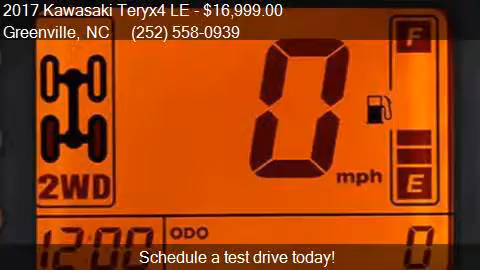 2017 Kawasaki Teryx4 LE - $16,999.00
Greenville, NC (252) 558-0939
F
0
mph
E
2WD
12:00 ODO 0
Schedule a test drive today!